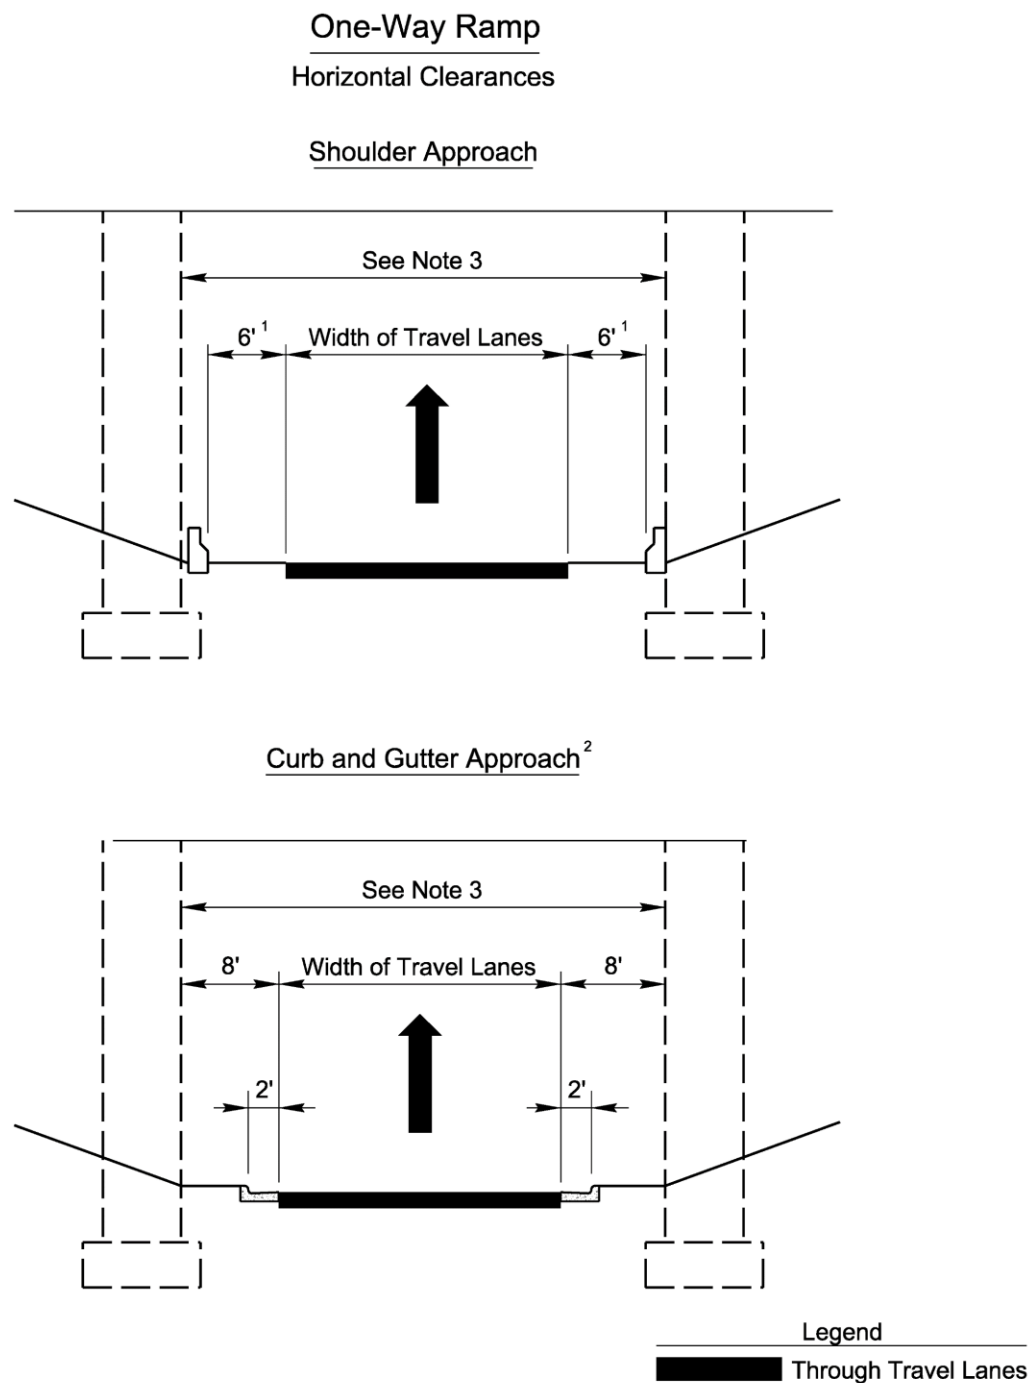 One-Way Ramp
Horizontal Clearances
Shoulder Approach
See Note 3
6' 1 Width of Travel Lanes 6' 1
Curb and Gutter Approach 2
See Note 3
8' Width of Travel Lanes 8'
2' 2'
Legend
Through Travel Lanes